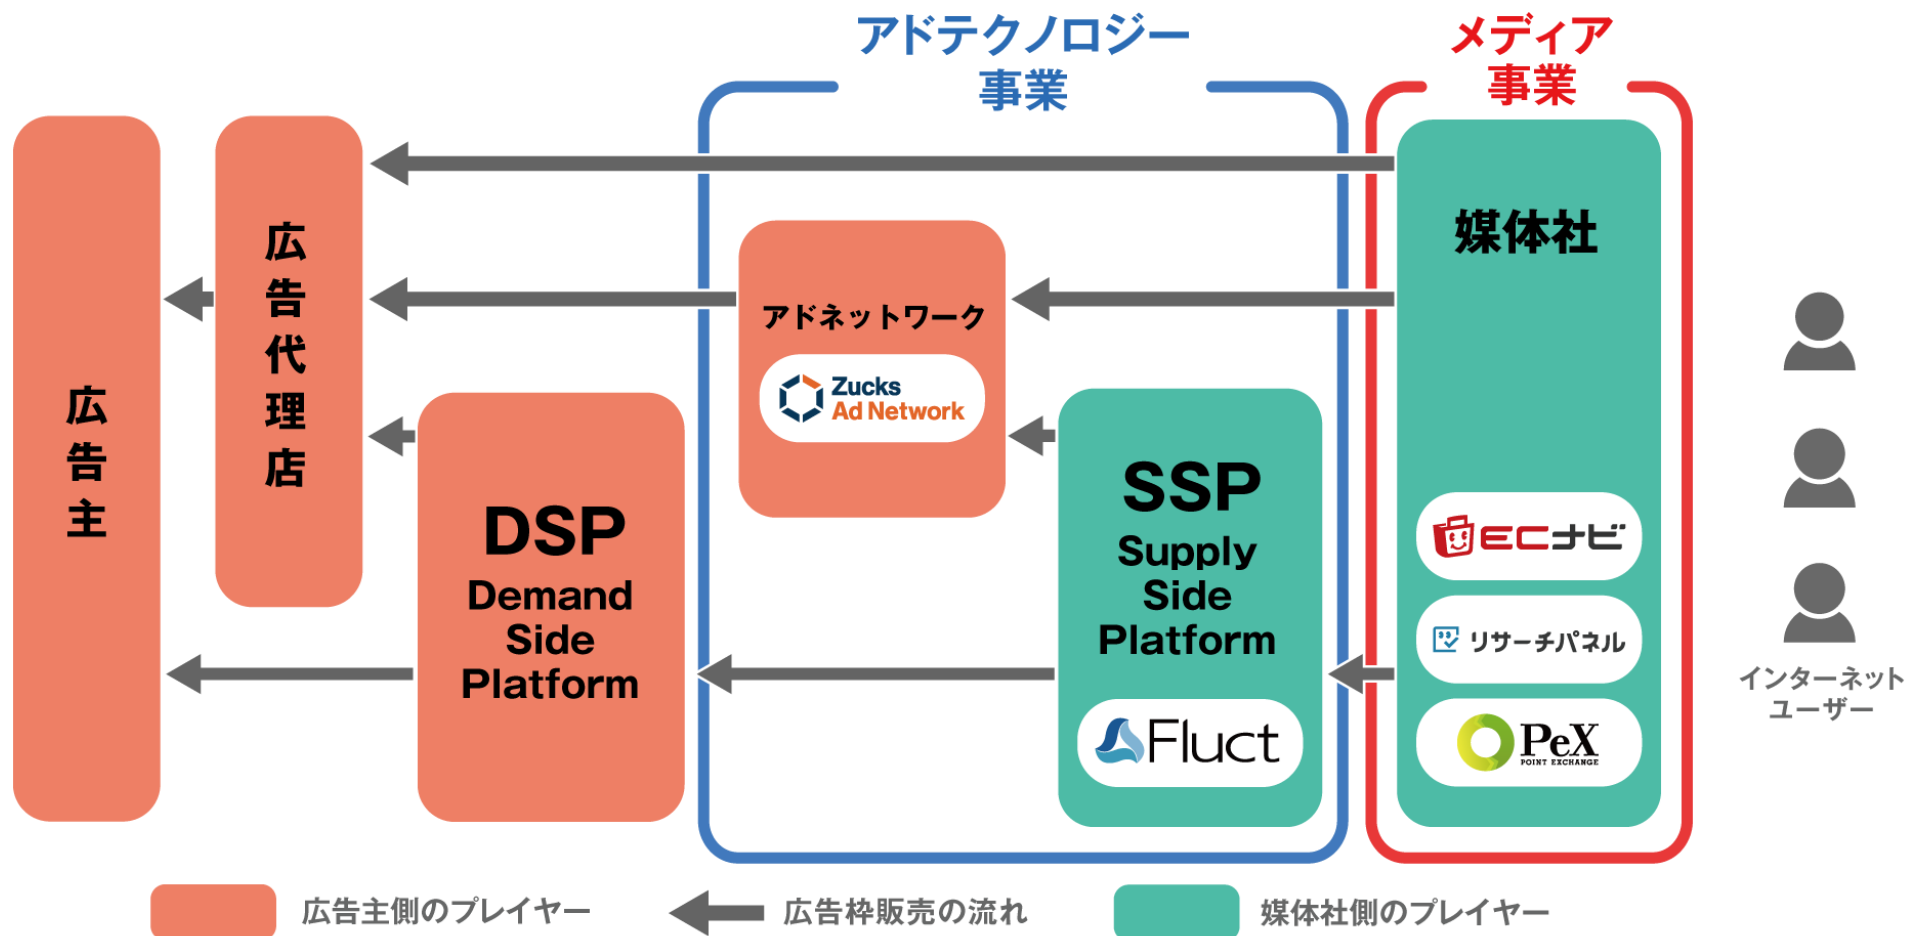 アドテクノロジー
事業
メディア
事業
広告主
広告代理店
アドネットワーク
Zucks
Ad Network
DSP
Demand
Side
Platform
SSP
Supply
Side
Platform
Fluct
媒体社
ECナビ
リサーチパネル
PeX
POINT EXCHANGE
インターネット
ユーザー
広告主側のプレイヤー
広告枠販売の流れ
媒体社側のプレイヤー